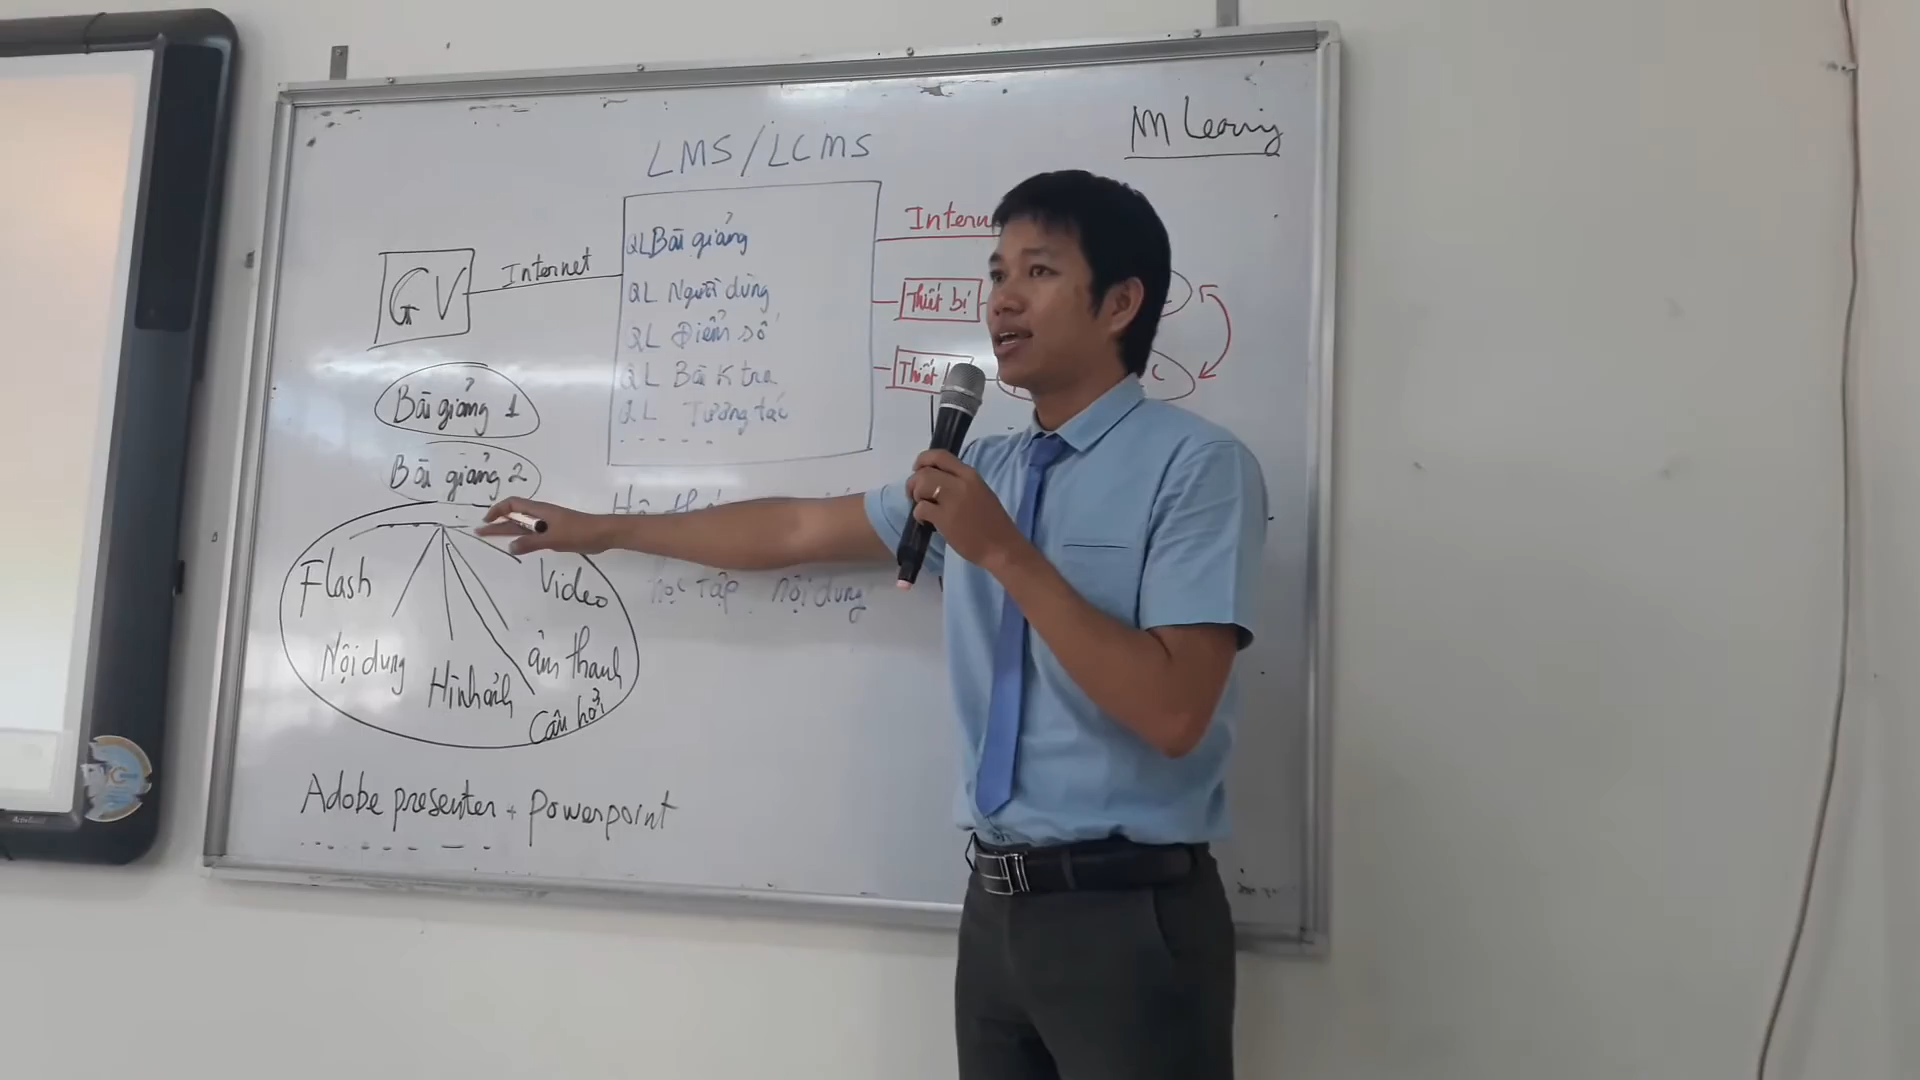 M Learning
LMS/LCMS
GV
Internet
QL Bài giảng
QL Người dùng
QL Điểm số
QL Bài K tra
QL Tương tác
Thiết bị
Thiết
Bài giảng 1
Bài giảng 2
Flash
Video
Nội dung
Hình ảnh
âm thanh
Câu hỏi
học tập nội dung
Adobe presenter + Powerpoint